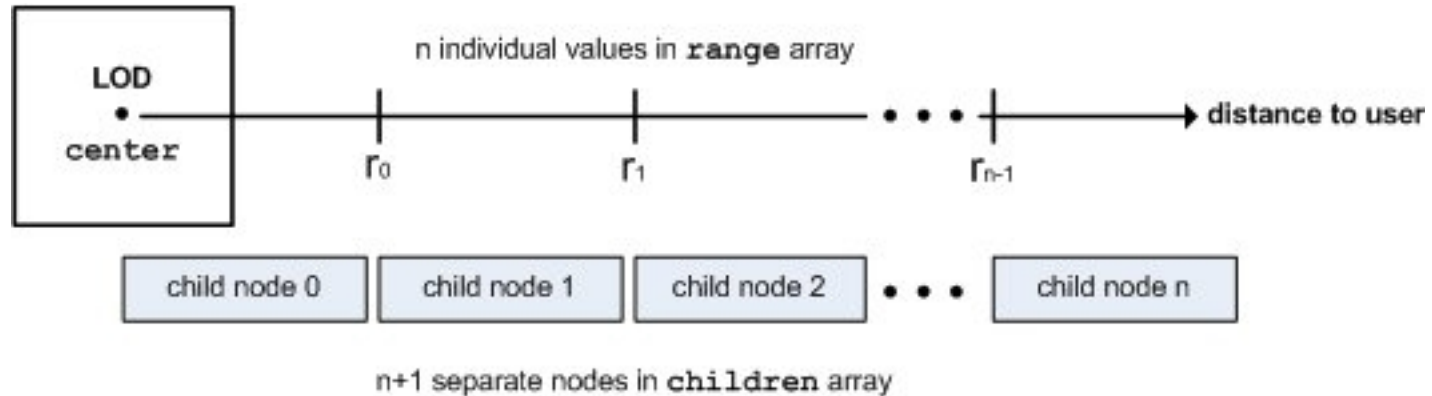 n individual values in range array
LOD
center
distance to user
r0 r1 rn-1
child node 0 child node 1 child node 2 child node n
n+1 separate nodes in children array